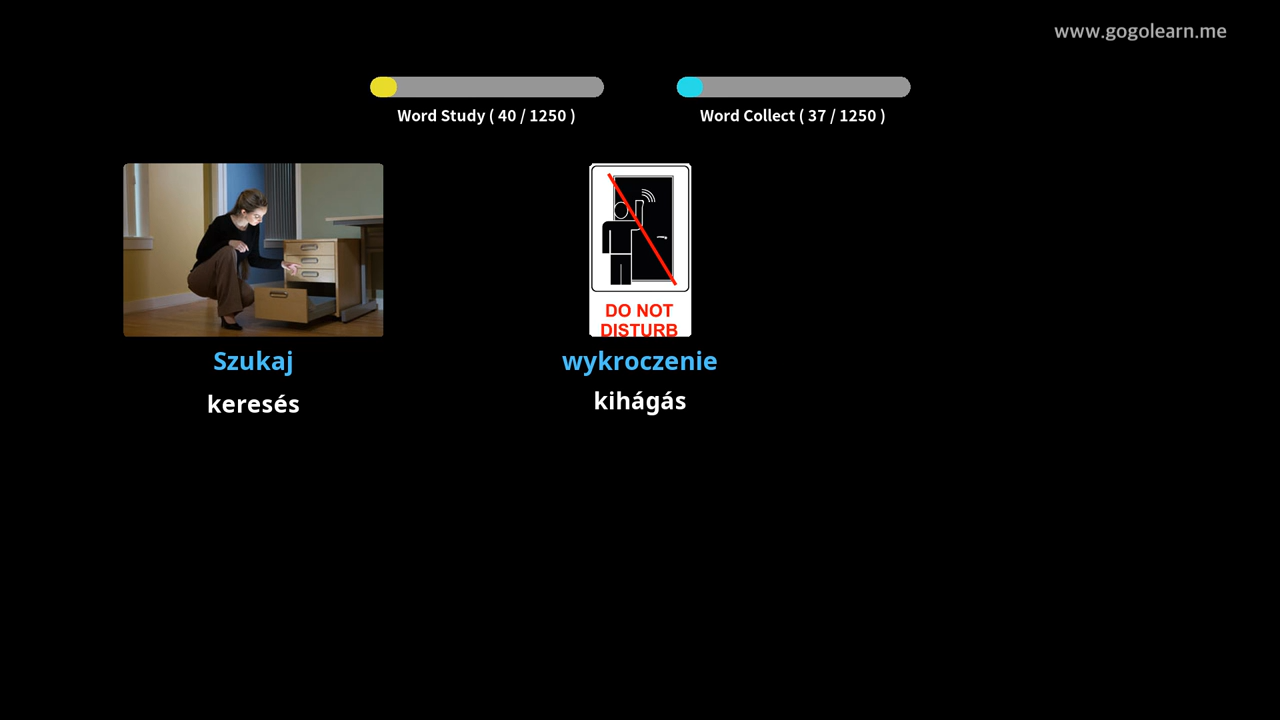 www.gogolearn.me
Word Study ( 40 / 1250 )
Word Collect ( 37 / 1250 )
DO NOT
DISTURB
Szukaj
wykroczenie
keresés
kihágás